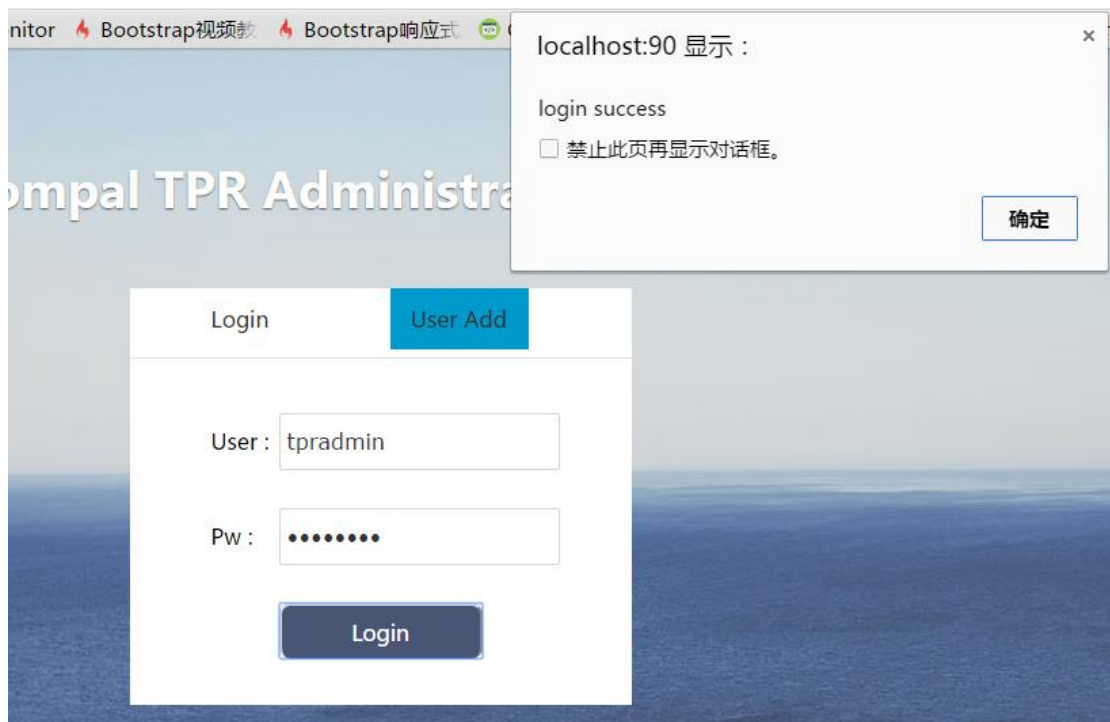 nitor Bootstrap视频教 Bootstrap响应式
localhost:90 显示：
×
login success
禁止此页再显示对话框。
确定
ompal TPR Administra
Login User Add
User : tpradmin
Pw : ••••••••
Login